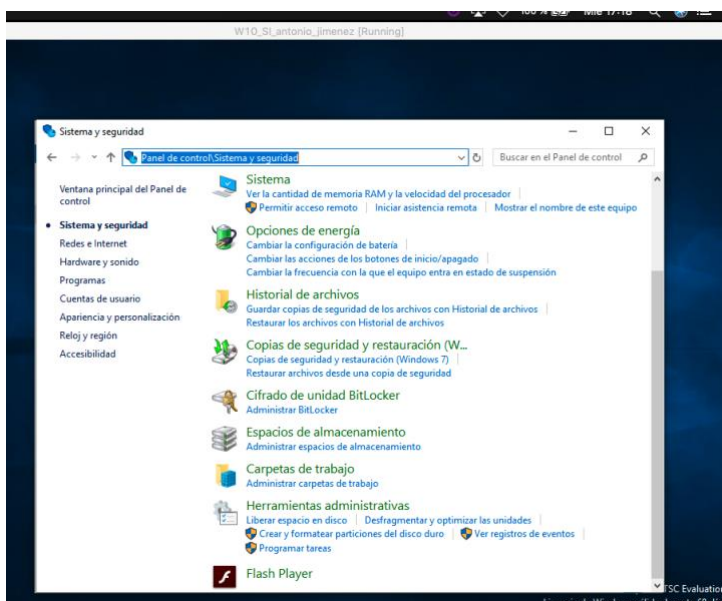 100 %
Mié 17:18
W10_SI_antonio_jimenez [Running]
Sistema y seguridad
Panel de control\Sistema y seguridad
Buscar en el Panel de control
Ventana principal del Panel de
control
Sistema y seguridad
Redes e Internet
Hardware y sonido
Programas
Cuentas de usuario
Apariencia y personalización
Reloj y región
Accesibilidad
Sistema
Ver la cantidad de memoria RAM y la velocidad del procesador
Permitir acceso remoto Iniciar asistencia remota Mostrar el nombre de este equipo
Opciones de energía
Cambiar la configuración de batería
Cambiar las acciones de los botones de inicio/apagado
Cambiar la frecuencia con la que el equipo entra en estado de suspensión
Historial de archivos
Guardar copias de seguridad de los archivos con Historial de archivos
Restaurar los archivos con Historial de archivos
Copias de seguridad y restauración (W...
Copias de seguridad y restauración (Windows 7)
Restaurar archivos desde una copia de seguridad
Cifrado de unidad BitLocker
Administrar BitLocker
Espacios de almacenamiento
Administrar espacios de almacenamiento
Carpetas de trabajo
Administrar carpetas de trabajo
Herramientas administrativas
Liberar espacio en disco Desfragmentar y optimizar las unidades
Crear y formatear particiones del disco duro Ver registros de eventos
Programar tareas
Flash Player
TSC Evaluation